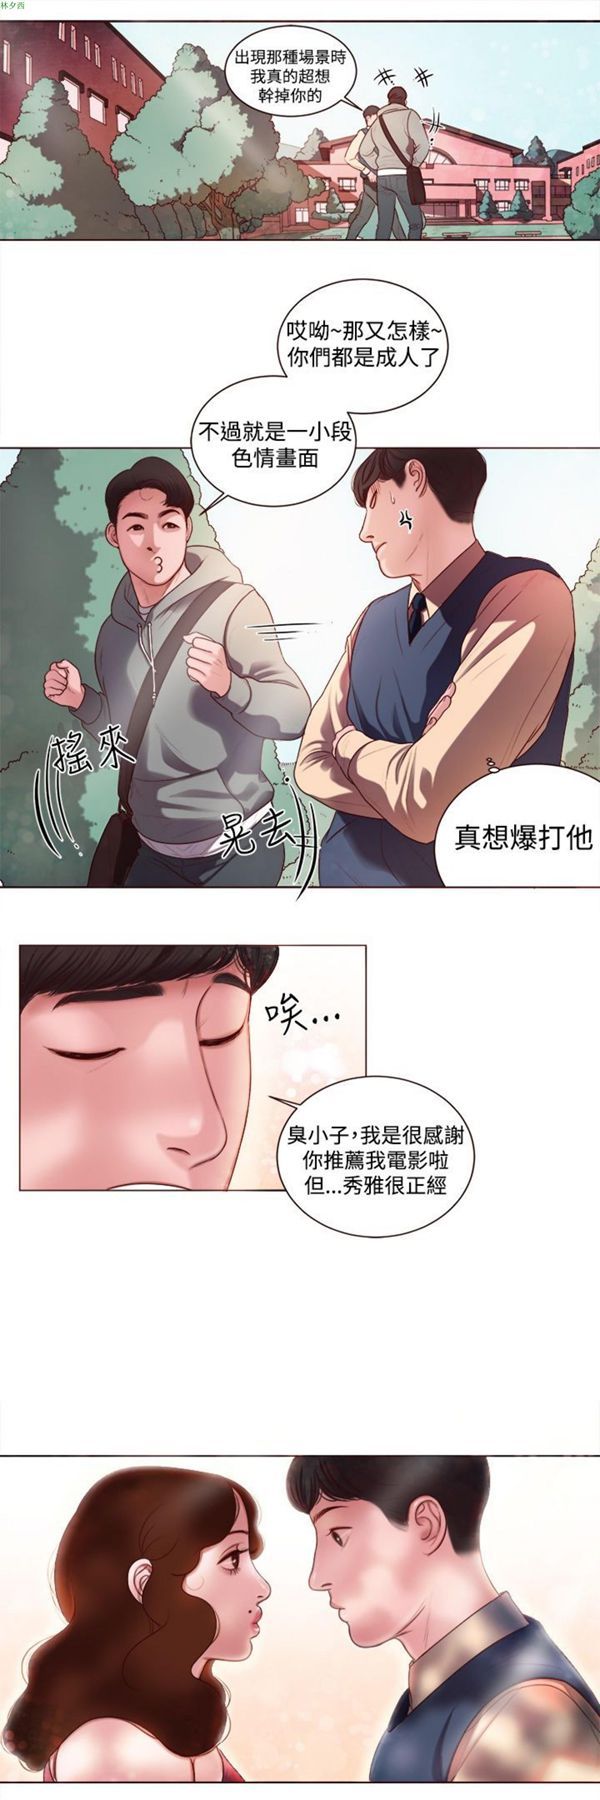 林夕西
出現那種場景時
我真的超想
幹掉你的
哎呦~那又怎樣~
你們都是成人了
不過就是一小段
色情畫面
搖來
晃去
真想爆打他
唉...
臭小子，我是很感謝
你推薦我電影啦
但...秀雅很正經